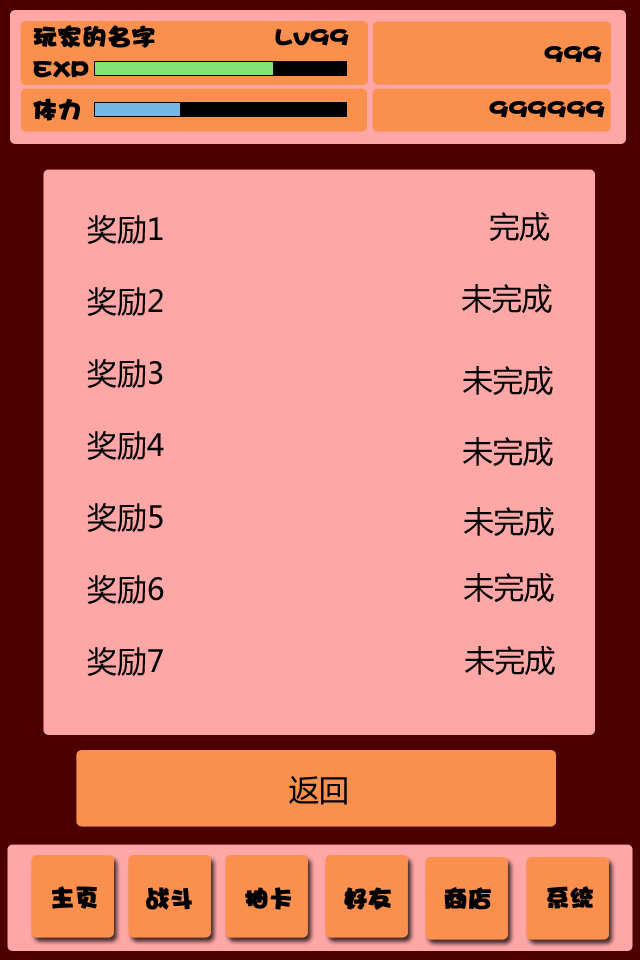 玩家的名字 Lv99
999
EXP
体力
999999
奖励1 完成
奖励2 未完成
奖励3 未完成
奖励4 未完成
奖励5 未完成
奖励6 未完成
奖励7 未完成
返回
主页 战斗 抽卡 好友 商店 系统